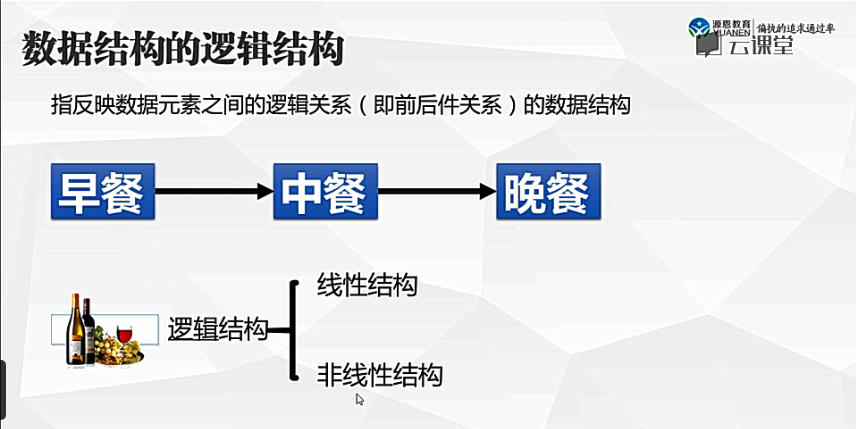 数据结构的逻辑结构
源恩教育
YUANEN
偏执的追求通过率
云课堂
指反映数据元素之间的逻辑关系（即前后件关系）的数据结构
早餐 中餐 晚餐
线性结构
逻辑结构
非线性结构